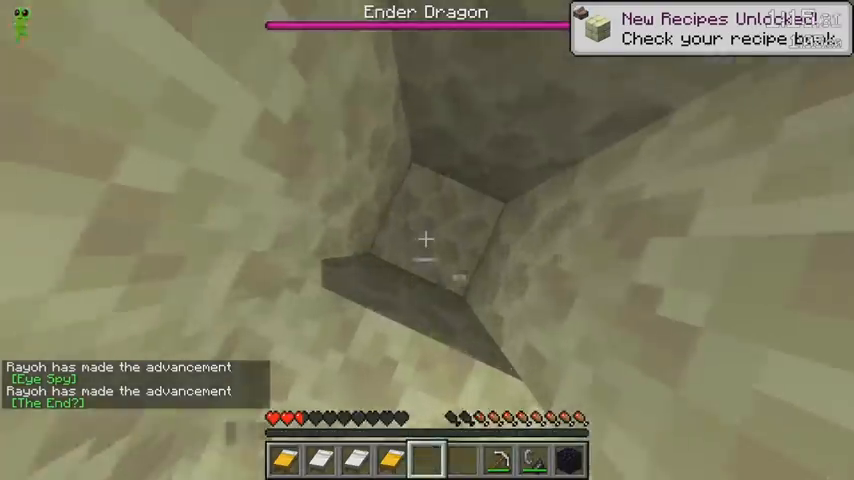 Ender Dragon
New Recipes Unlocked!
Check your recipe book
Rayoh has made the advancement
[Eye Spy]
Rayoh has made the advancement
[The End?]